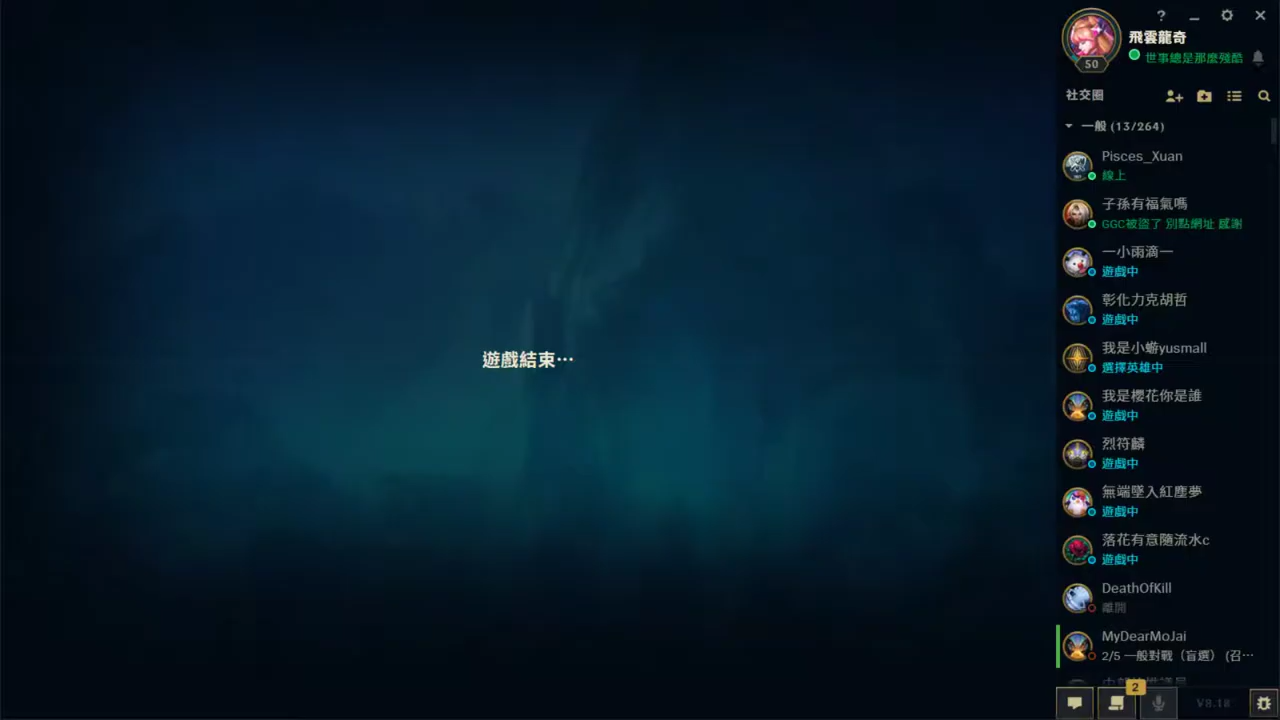 ?
飛雲龍奇
50
世事總是那麼殘酷
社交圈
一般 (13/264)
Pisces_Xuan
線上
子孫有福氣嗎
GGC被盜了 別點網址 感謝
一小雨滴一
遊戲中
彰化力克胡哲
遊戲中
遊戲結束…
我是小蝣yusmall
選擇英雄中
我是櫻花你是誰
遊戲中
烈符麟
遊戲中
無端墜入紅塵夢
遊戲中
落花有意隨流水c
遊戲中
DeathOfKill
離開
MyDearMoJai
2/5 一般對戰（盲選） (召…
2
V8.18